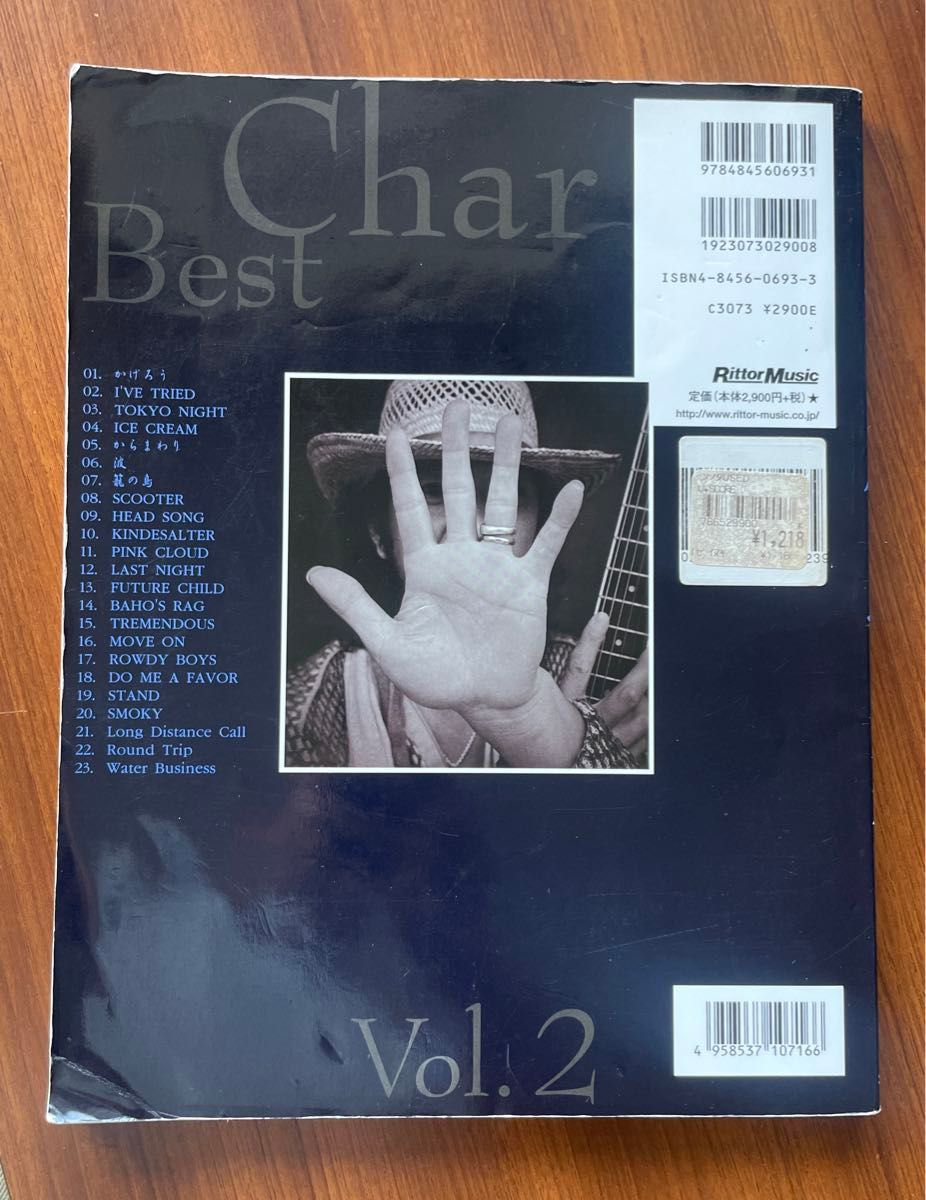 Char
Best
9784845606931
1923073029008
ISBN4-8456-0693-3
C3073 ¥2900E
RittorMusic
定価(本体2,900円+税)★
http://www.rittor-music.co.jp/
USED
SCORE
786529900
¥1,218
01. かげろう
02. I'VE TRIED
03. TOKYO NIGHT
04. ICE CREAM
05. からまわり
06. 波
07. 籠の鳥
08. SCOOTER
09. HEAD SONG
10. KINDESALTER
11. PINK CLOUD
12. LAST NIGHT
13. FUTURE CHILD
14. BAHO'S RAG
15. TREMENDOUS
16. MOVE ON
17. ROWDY BOYS
18. DO ME A FAVOR
19. STAND
20. SMOKY
21. Long Distance Call
22. Round Trip
23. Water Business
Vol. 2
4 958537 107166